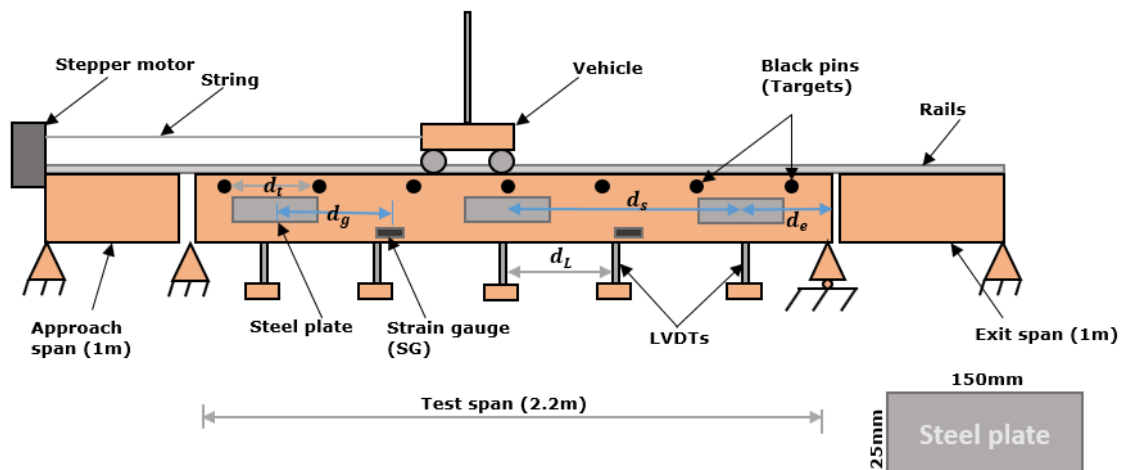 Stepper motor
String
Vehicle
Black pins
(Targets)
Rails
d_t
d_g
d_s
d_e
d_L
Approach
span (1m)
Steel plate
Strain gauge
(SG)
LVDTs
Exit span (1m)
Test span (2.2m)
150mm
25mm
Steel plate